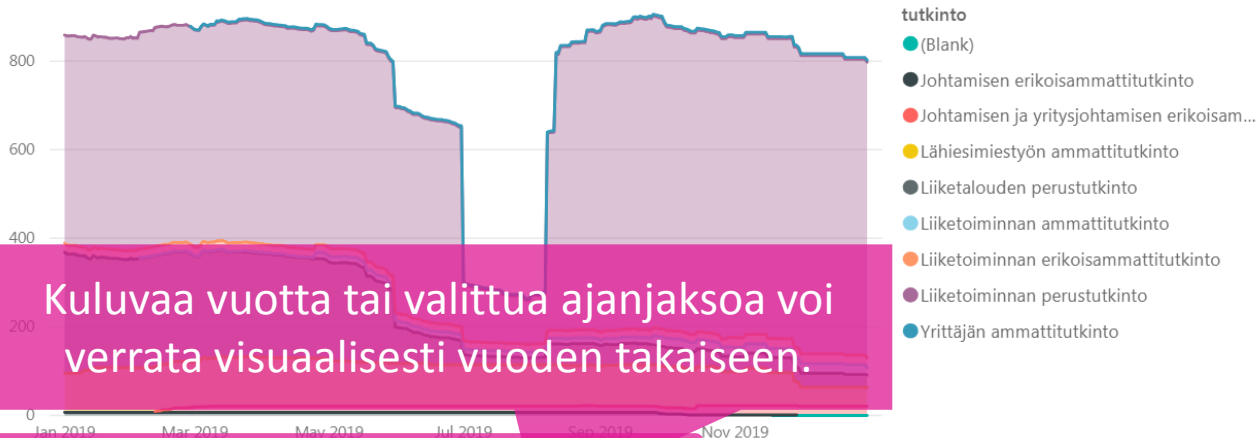 tutkinto
(Blank)
Johtamisen erikoisammattitutkinto
Johtamisen ja yritysjohtamisen erikoisam...
Lähiesimiestyön ammattitutkinto
Liiketalouden perustutkinto
Liiketoiminnan ammattitutkinto
Liiketoiminnan erikoisammattitutkinto
Liiketoiminnan perustutkinto
Yrittäjän ammattitutkinto
800
600
400
200
0
Kuluvaa vuotta tai valittua ajanjaksoa voi
verrata visuaalisesti vuoden takaiseen.
Jan 2019 Mar 2019 May 2019 Jul 2019 Sep 2019 Nov 2019